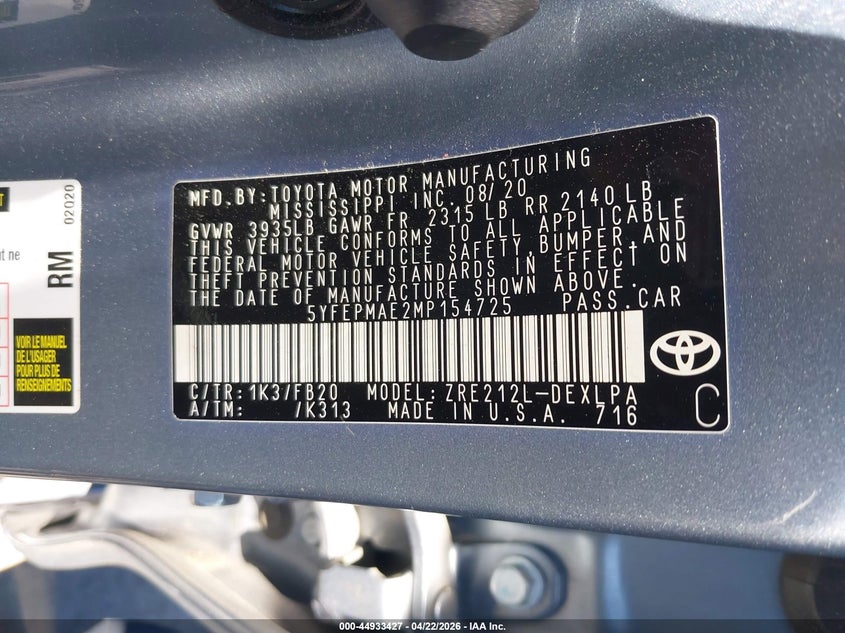 MFD. BY: TOYOTA MOTOR MANUFACTURING
MISSISSIPPI INC. 08/20
GVWR 3935LB GAWR FR 2315 LB RR 2140 LB
THIS VEHICLE CONFORMS TO ALL APPLICABLE
FEDERAL MOTOR VEHICLE SAFETY, BUMPER, AND
THEFT PREVENTION STANDARDS IN EFFECT ON
THE DATE OF MANUFACTURE SHOWN ABOVE.
5YFEPMAE2MP154725 PASS. CAR
C/TR: 1K3/FB20 MODEL: ZRE212L-DEXLPA
A/TM: /K313 MADE IN U.S.A. 716
C
RM
02020
ne
VOIR LE MANUEL
DE L'USAGER
POUR PLUS DE
RENSEIGNEMENTS
000-44933427 - 04/22/2026 - IAA Inc.